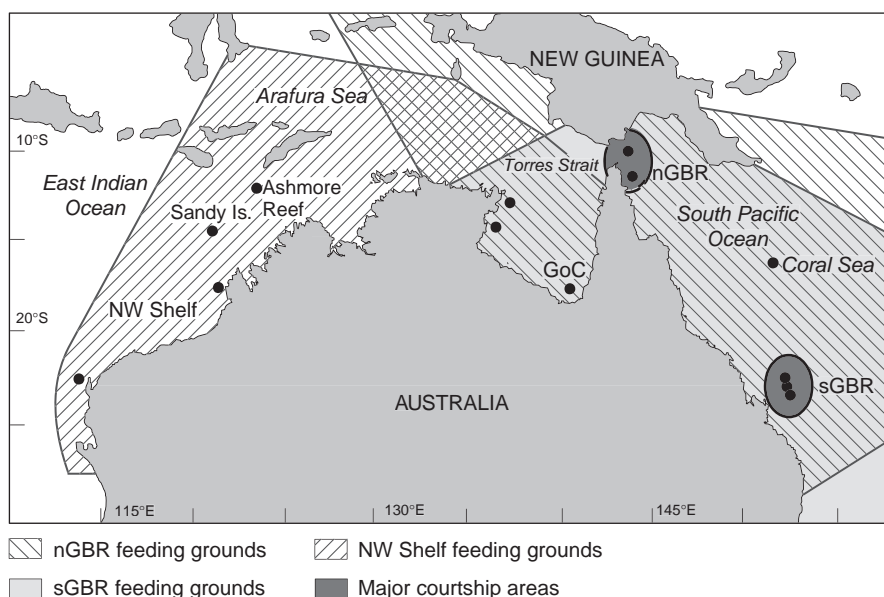 NEW GUINEA
Arafura Sea
10°S
Torres Strait
nGBR
East Indian
Ocean
Ashmore
Reef
Sandy Is.
South Pacific
Ocean
GoC
Coral Sea
NW Shelf
20°S
sGBR
AUSTRALIA
115°E
130°E
145°E
nGBR feeding grounds
NW Shelf feeding grounds
sGBR feeding grounds
Major courtship areas